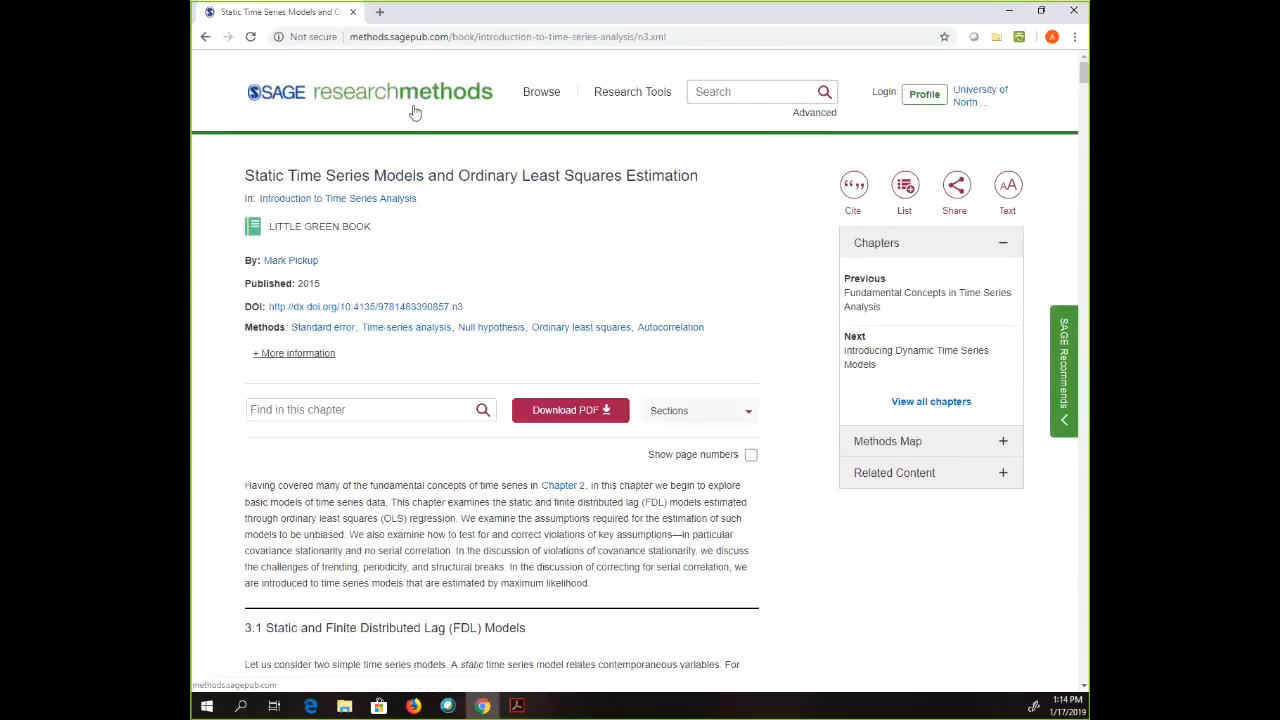 Static Time Series Models and O
Not secure
methods.sagepub.com/book/introduction-to-time-series-analysis/n3.xml
A
SAGE researchmethods
Browse
Research Tools
Search
Advanced
Login:
Profile
University of
North ...
Static Time Series Models and Ordinary Least Squares Estimation
In: Introduction to Time Series Analysis
LITTLE GREEN BOOK
By: Mark Pickup
Published: 2015
DOI: http://dx.doi.org/10.4135/9781483390857.n3
Methods: Standard error, Time-series analysis, Null hypothesis, Ordinary least squares, Autocorrelation
+ More information
Find in this chapter
Download PDF
Sections
Show page numbers
Having covered many of the fundamental concepts of time series in Chapter 2, in this chapter we begin to explore
basic models of time series data. This chapter examines the static and finite distributed lag (FDL) models estimated
through ordinary least squares (OLS) regression. We examine the assumptions required for the estimation of such
models to be unbiased. We also examine how to test for and correct violations of key assumptions—in particular
covariance stationarity and no serial correlation. In the discussion of violations of covariance stationarity, we discuss
the challenges of trending, periodicity, and structural breaks. In the discussion of correcting for serial correlation, we
are introduced to time series models that are estimated by maximum likelihood.
3.1 Static and Finite Distributed Lag (FDL) Models
Let us consider two simple time series models. A static time series model relates contemporaneous variables. For
Cite
List
Share
AA
Text
Chapters
Previous
Fundamental Concepts in Time Series
Analysis
Next
Introducing Dynamic Time Series
Models
View all chapters
Methods Map
Related Content
SAGE Recommends
methods.sagepub.com
1:14 PM
1/17/2019